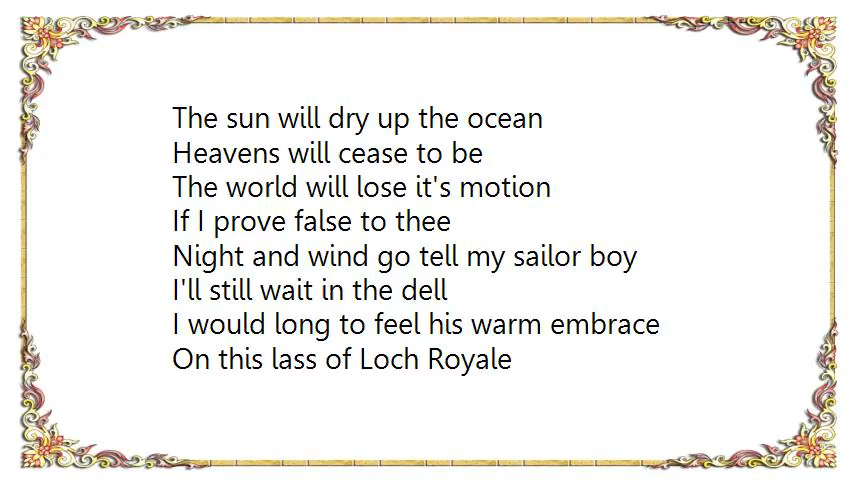 The sun will dry up the ocean
Heavens will cease to be
The world will lose it's motion
If I prove false to thee
Night and wind go tell my sailor boy
I'll still wait in the dell
I would long to feel his warm embrace
On this lass of Loch Royale